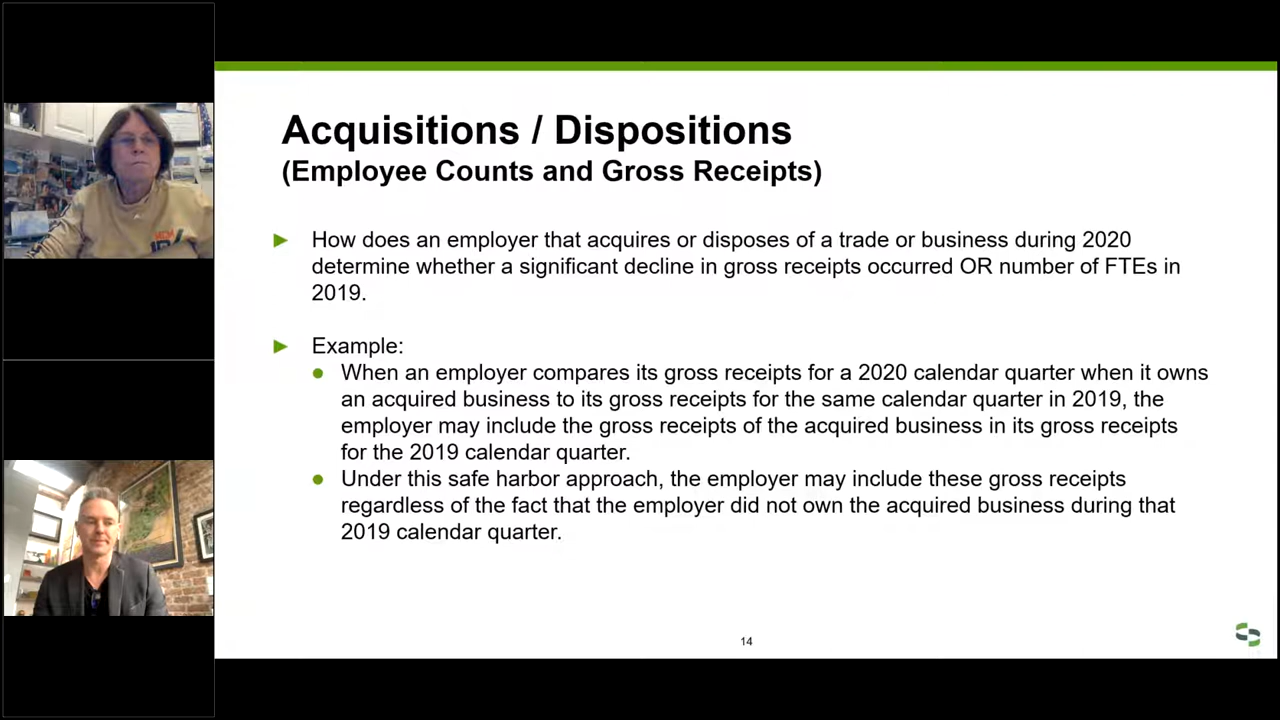 Acquisitions / Dispositions
(Employee Counts and Gross Receipts)
How does an employer that acquires or disposes of a trade or business during 2020
determine whether a significant decline in gross receipts occurred OR number of FTEs in
2019.
Example:
When an employer compares its gross receipts for a 2020 calendar quarter when it owns
an acquired business to its gross receipts for the same calendar quarter in 2019, the
employer may include the gross receipts of the acquired business in its gross receipts
for the 2019 calendar quarter.
Under this safe harbor approach, the employer may include these gross receipts
regardless of the fact that the employer did not own the acquired business during that
2019 calendar quarter.
14